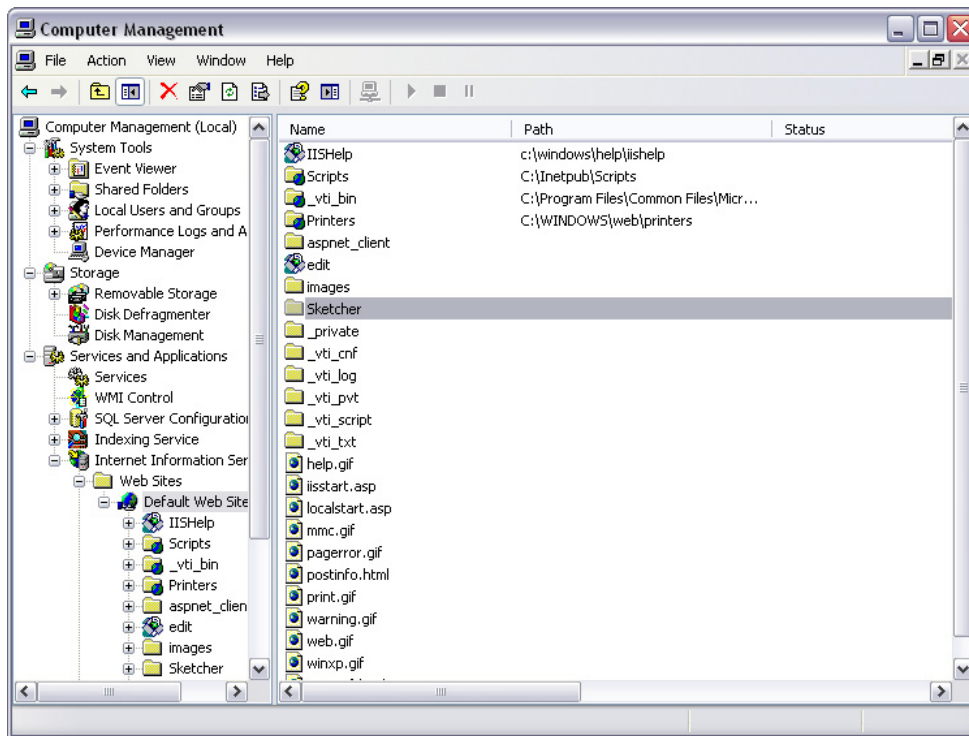 Computer Management
File Action View Window Help
Computer Management (Local)
System Tools
Event Viewer
Shared Folders
Local Users and Groups
Performance Logs and A
Device Manager
Storage
Removable Storage
Disk Defragmenter
Disk Management
Services and Applications
Services
WMI Control
SQL Server Configuration
Indexing Service
Internet Information Ser
Web Sites
Default Web Site
IISHelp
Scripts
_vti_bin
Printers
aspnet_clien
edit
images
Sketcher
Name Path Status
IISHelp c:\windows\help\iishelp
Scripts C:\Inetpub\Scripts
_vti_bin C:\Program Files\Common Files\Micr...
Printers C:\WINDOWS\web\printers
aspnet_client
edit
images
Sketcher
_private
_vti_cnf
_vti_log
_vti_pvt
_vti_script
_vti_txt
help.gif
iisstart.asp
localstart.asp
mmc.gif
pagerror.gif
postinfo.html
print.gif
warning.gif
web.gif
winxp.gif